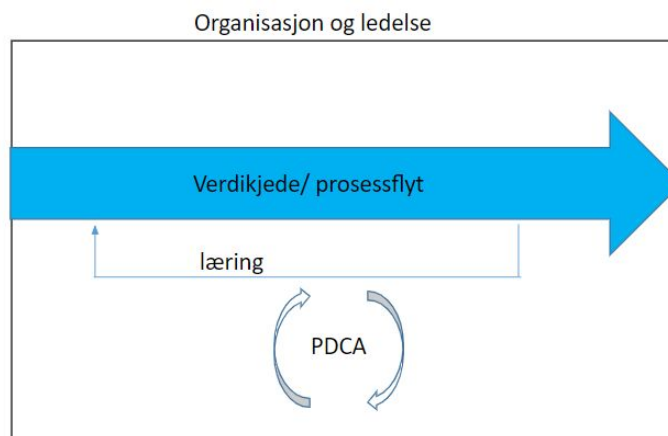 Organisasjon og ledelse
Verdikjede/ prosessflyt
læring
PDCA